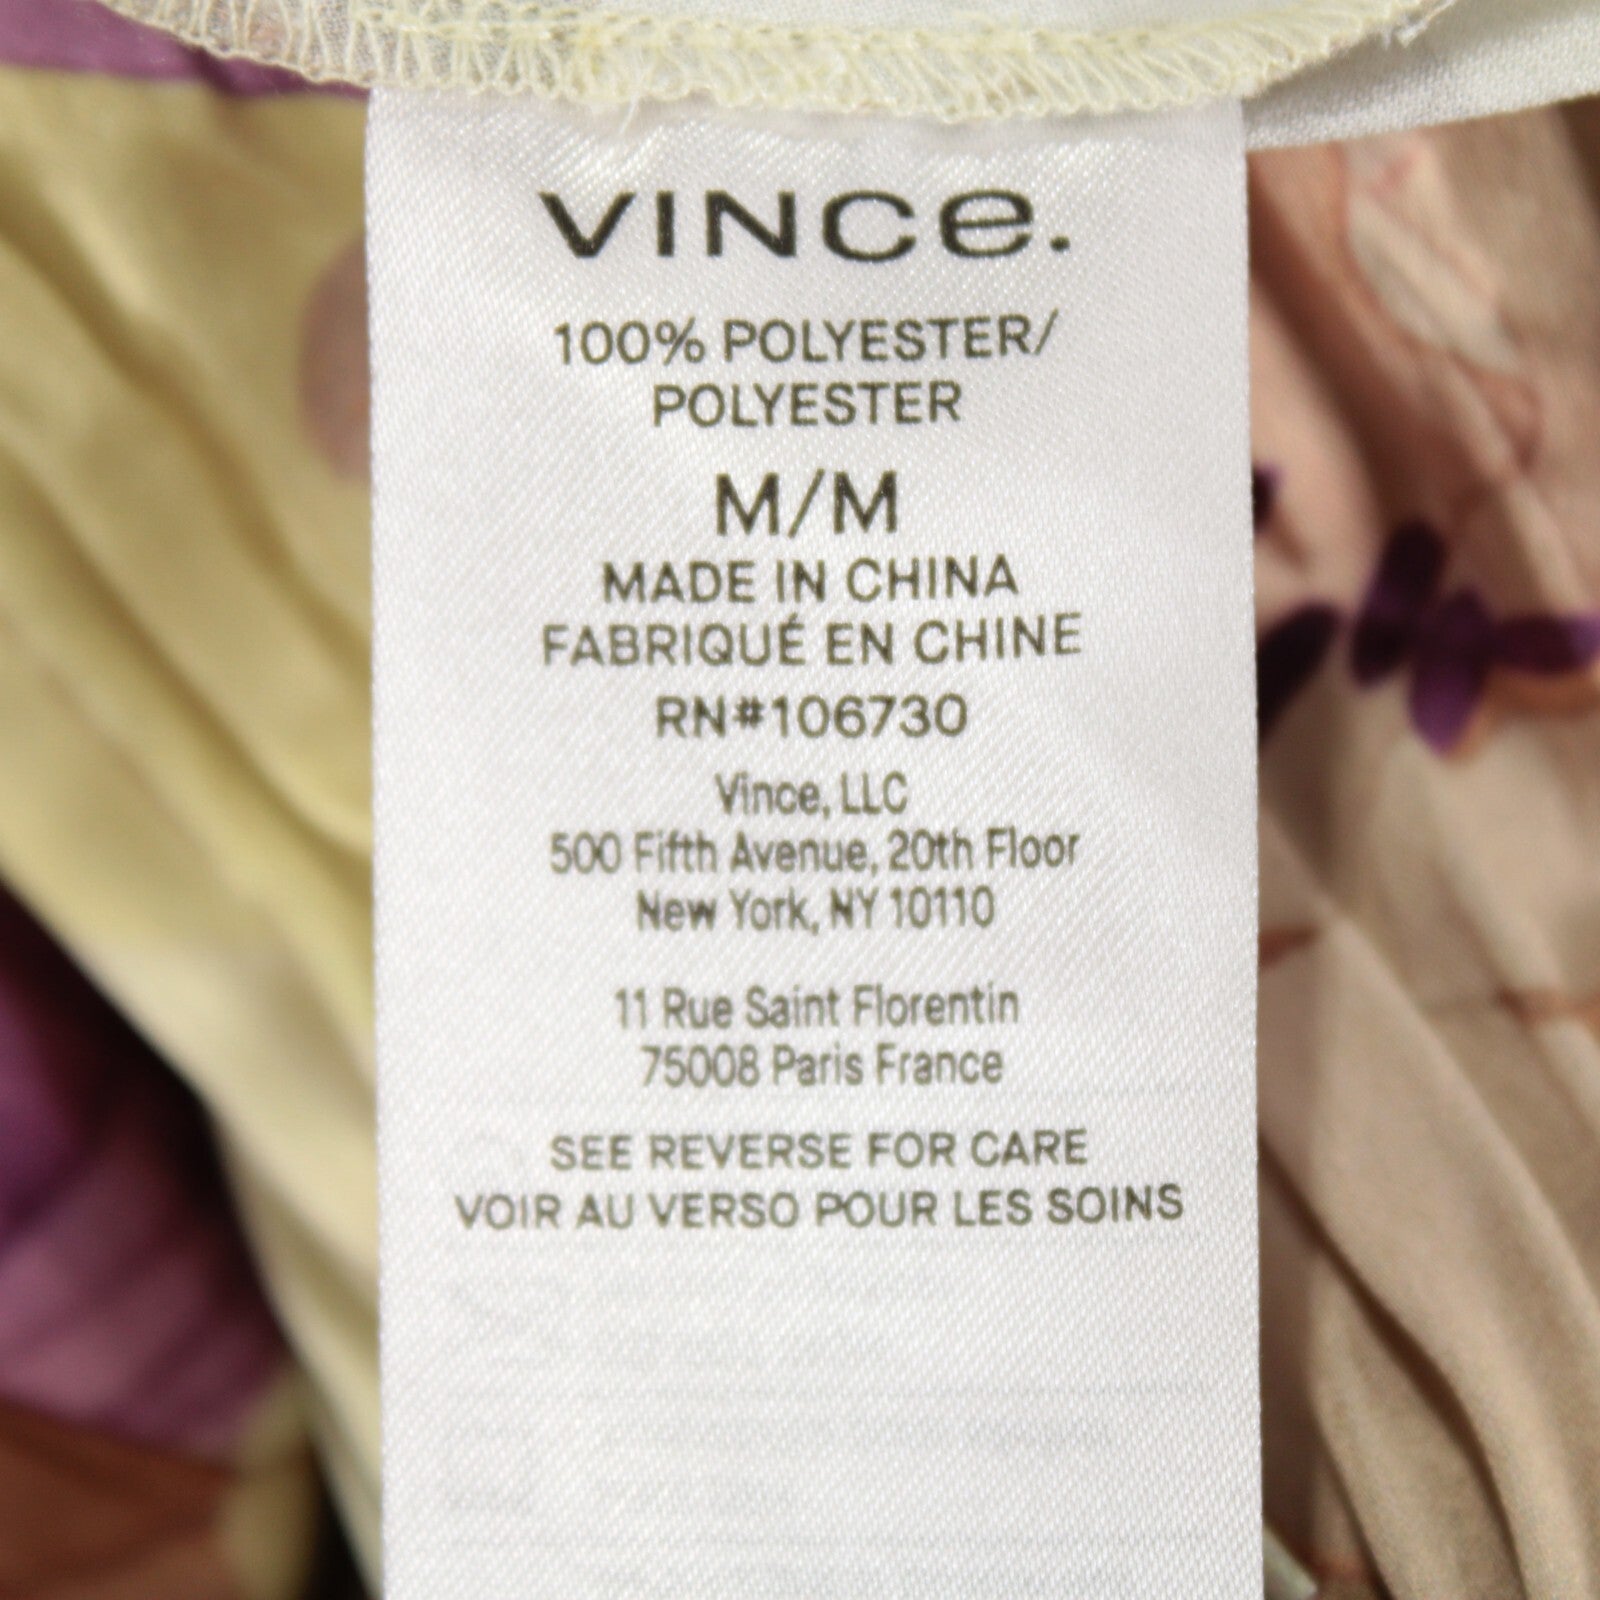 VINCe.
100% POLYESTER/
POLYESTER
M/M
MADE IN CHINA
FABRIQUÉ EN CHINE
RN#106730
Vince, LLC
500 Fifth Avenue, 20th Floor
New York, NY 10110
11 Rue Saint Florentin
75008 Paris France
SEE REVERSE FOR CARE
VOIR AU VERSO POUR LES SOINS